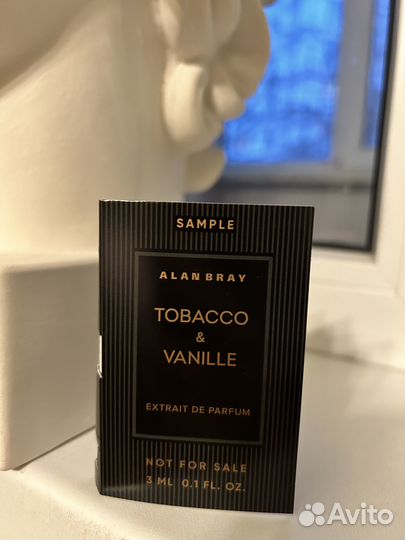 SAMPLE
ALAN BRAY
TOBACCO
&
VANILLE
EXTRAIT DE PARFUM
NOT FOR SALE
3 ML 0.1 FL. OZ.
Avito